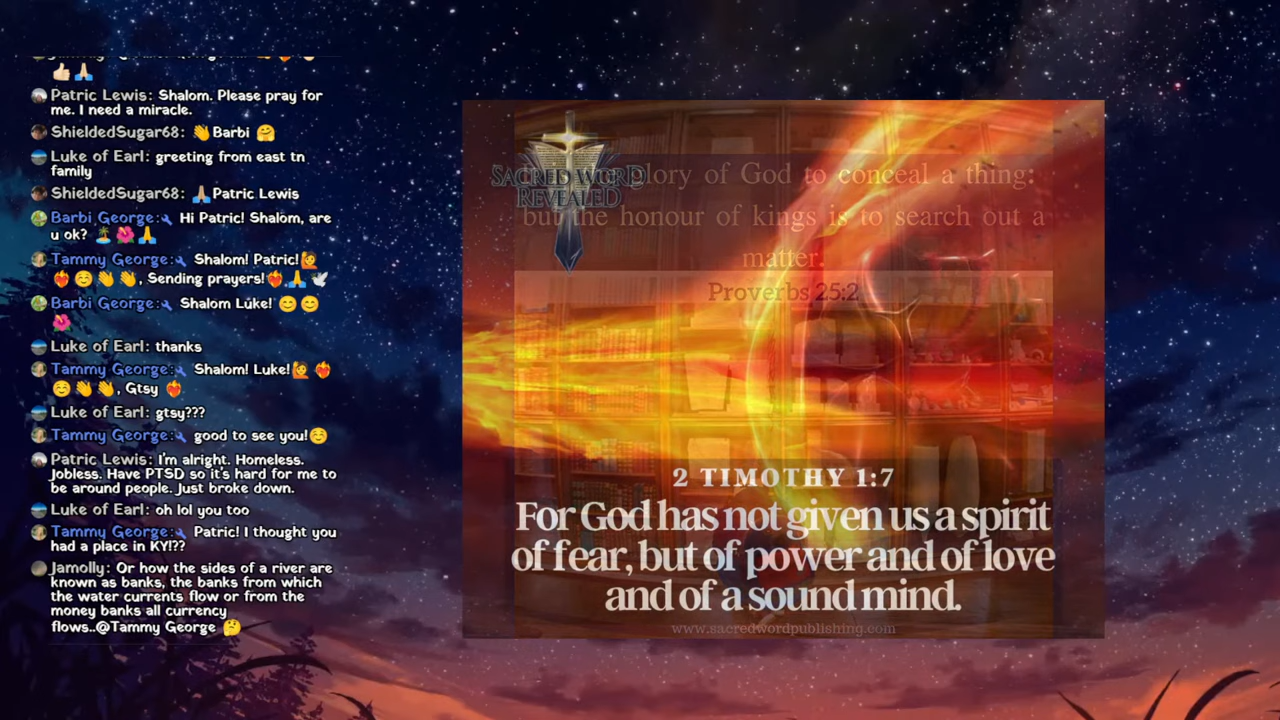 Patric Lewis: Shalom. Please pray for
me. I need a miracle.
ShieldedSugar68: 👋Barbi 🤗
Luke of Earl: greeting from east tn
family
ShieldedSugar68: 🙏Patric Lewis
Barbi George: Hi Patric! Shalom, are
u ok? 🏝️🌺🙏
Tammy George: Shalom! Patric!🙋
❤️‍🔥☺️👋👋, Sending prayers!❤️‍🔥🙏🕊️
Barbi George: Shalom Luke! 😊😊
🌺
Luke of Earl: thanks
Tammy George: Shalom! Luke!🙋❤️‍🔥
☺️👋👋, Gtsy ❤️‍🔥
Luke of Earl: gtsy???
Tammy George: good to see you!☺️
Patric Lewis: I'm alright. Homeless.
Jobless. Have PTSD so it's hard for me to
be around people. Just broke down.
Luke of Earl: oh lol you too
Tammy George: Patric! I thought you
had a place in KY!??
Jamolly: Or how the sides of a river are
known as banks, the banks from which
the water currents flow or from the
money banks all currency
flows..@Tammy George 🤔
SACRED WORD
REVEALED
glory of God to conceal a thing:
but the honour of kings is to search out a
matter.
Proverbs 25:2
2 TIMOTHY 1:7
For God has not given us a spirit
of fear, but of power and of love
and of a sound mind.
www.sacredwordpublishing.com